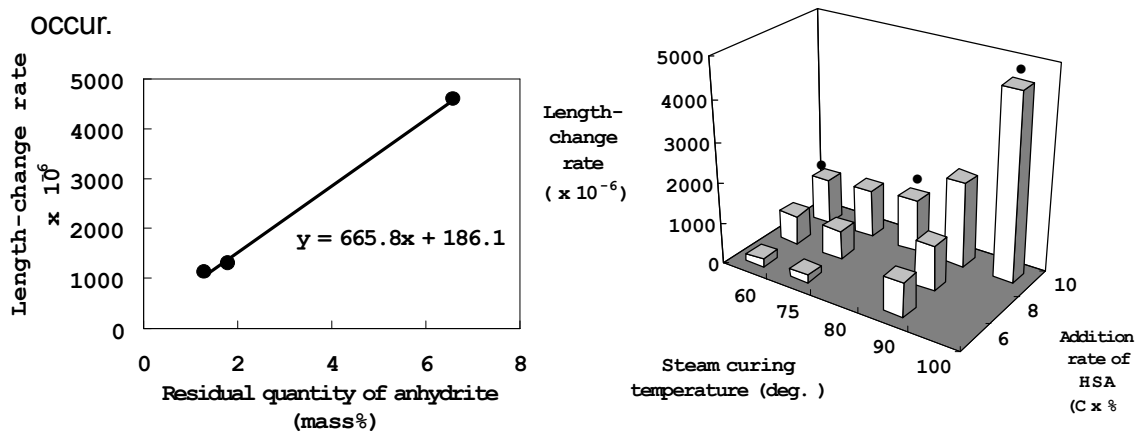 occur.
Length-change rate
x 10⁶
5000
4000
3000
2000
1000
0
y = 665.8x + 186.1
0 2 4 6 8
Residual quantity of anhydrite
(mass%)
Length-
change
rate
( x 10⁻⁶)
5000
4000
3000
2000
1000
0
60
75
80
90
100
6
8
10
Steam curing
temperature (deg. )
Addition
rate of
HSA
(C x %